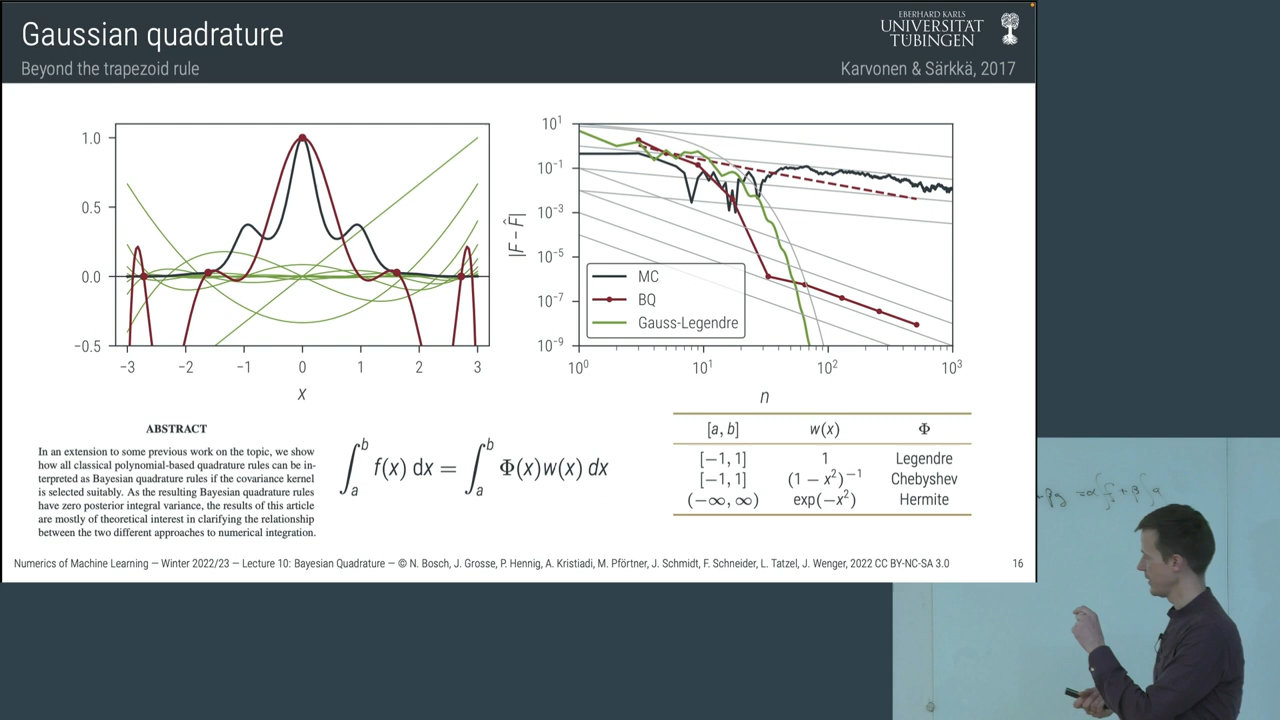 Gaussian quadrature
Beyond the trapezoid rule
EBERHARD KARLS
UNIVERSITÄT
TÜBINGEN
Karvonen & Särkkä, 2017
1.0
0.5
0.0
−0.5
−3 −2 −1 0 1 2 3
x
10¹
10⁻¹
10⁻³
10⁻⁵
10⁻⁷
10⁻⁹
|F − F̂|
MC
BQ
Gauss-Legendre
10⁰ 10¹ 10² 10³
n
ABSTRACT
In an extension to some previous work on the topic, we show
how all classical polynomial-based quadrature rules can be in-
terpreted as Bayesian quadrature rules if the covariance kernel
is selected suitably. As the resulting Bayesian quadrature rules
have zero posterior integral variance, the results of this article
are mostly of theoretical interest in clarifying the relationship
between the two different approaches to numerical integration.
∫ₐᵇ f(x) dx = ∫ₐᵇ Φ(x)w(x) dx
[a, b] w(x) Φ
[−1, 1] 1 Legendre
[−1, 1] (1 − x²)⁻¹ Chebyshev
(−∞, ∞) exp(−x²) Hermite
Numerics of Machine Learning — Winter 2022/23 — Lecture 10: Bayesian Quadrature — © N. Bosch, J. Grosse, P. Hennig, A. Kristiadi, M. Pförtner, J. Schmidt, F. Schneider, L. Tatzel, J. Wenger, 2022 CC BY-NC-SA 3.0
16